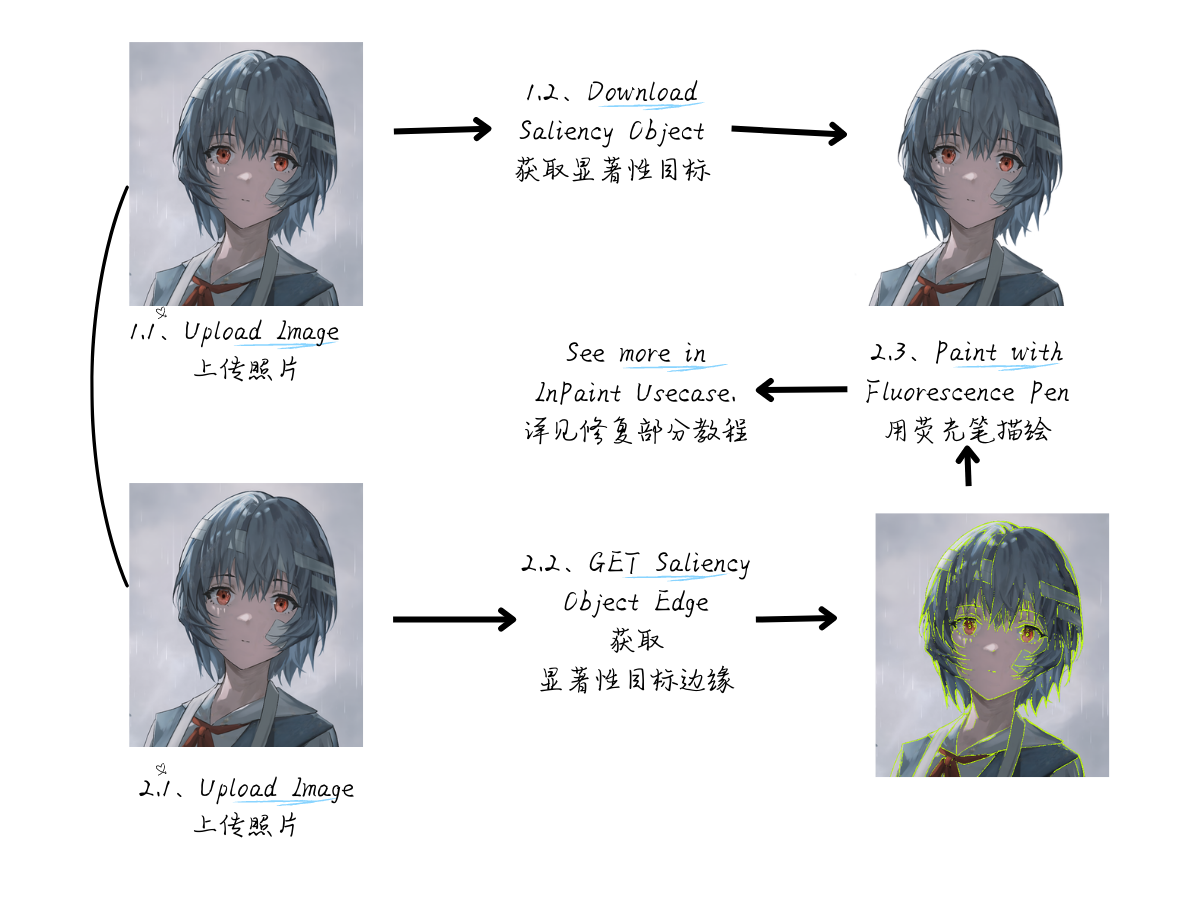 1.2、Download
Saliency Object
获取显著性目标
1.1、Upload Image
上传照片
See more in
InPaint Usecase.
详见修复部分教程
2.3、Paint with
Fluorescence Pen
用荧光笔描绘
2.2、GET Saliency
Object Edge
获取
显著性目标边缘
2.1、Upload Image
上传照片